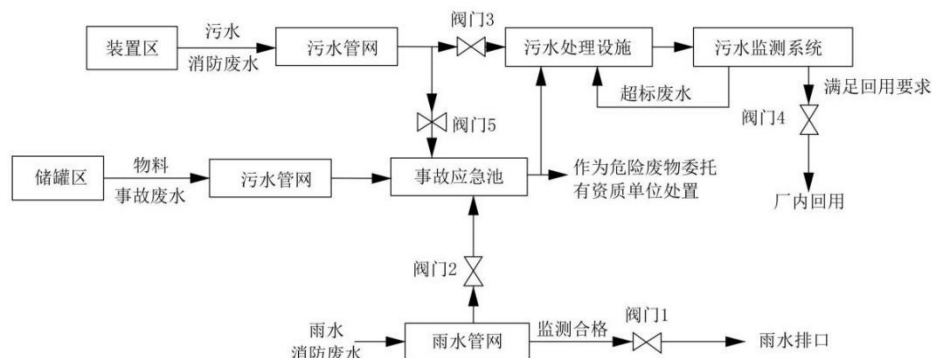 阀门3
装置区
污水
消防废水
污水管网
污水处理设施
污水监测系统
超标废水
满足回用要求
阀门4
阀门5
储罐区
物料
事故废水
污水管网
事故应急池
作为危险废物委托
有资质单位处置
厂内回用
阀门2
雨水
消防废水
雨水管网
监测合格
阀门1
雨水排口